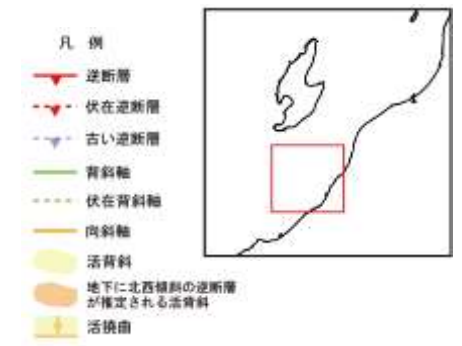 凡 例
逆断層
伏在逆断層
古い逆断層
背斜軸
伏在背斜軸
向斜軸
活背斜
地下に北西傾斜の逆断層
が推定される活背斜
活撓曲